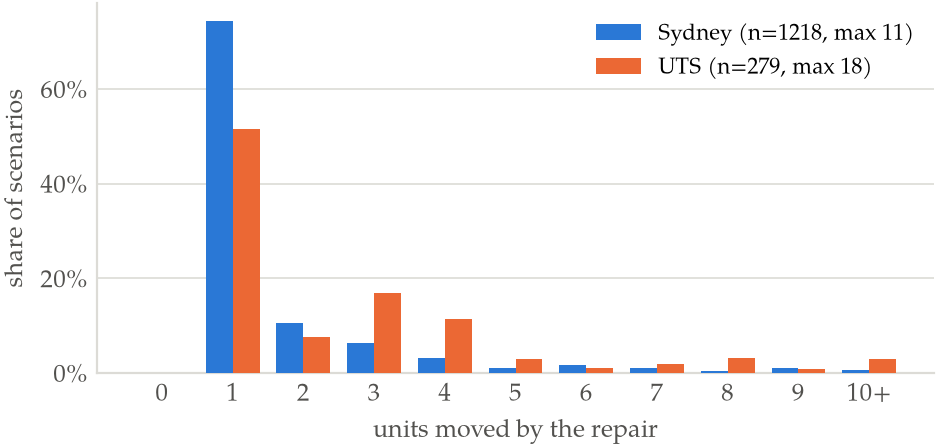 Sydney (n=1218, max 11)
UTS (n=279, max 18)
share of scenarios
60%
40%
20%
0%
0 1 2 3 4 5 6 7 8 9 10+
units moved by the repair